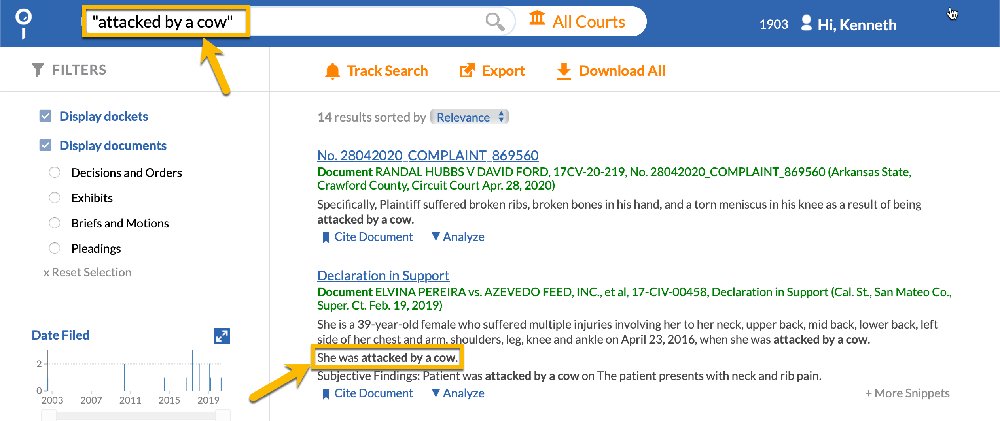 "attacked by a cow"
All Courts
1903
Hi, Kenneth
FILTERS
Track Search
Export
Download All
Display dockets
Display documents
Decisions and Orders
Exhibits
Briefs and Motions
Pleadings
x Reset Selection
Date Filed
2
0
2003 2007 2011 2015 2019
14 results sorted by Relevance
No. 28042020_COMPLAINT_869560
Document RANDAL HUBBS V DAVID FORD, 17CV-20-219, No. 28042020_COMPLAINT_869560 (Arkansas State,
Crawford County, Circuit Court Apr. 28, 2020)
Specifically, Plaintiff suffered broken ribs, broken bones in his hand, and a torn meniscus in his knee as a result of being
attacked by a cow.
Cite Document Analyze
Declaration in Support
Document ELVINA PEREIRA vs. AZEVEDO FEED, INC., et al, 17-CIV-00458, Declaration in Support (Cal. St., San Mateo Co.,
Super. Ct. Feb. 19, 2019)
She is a 39-year-old female who suffered multiple injuries involving her to her neck, upper back, mid back, lower back, left
side of her chest and arm, shoulders, leg, knee and ankle on April 23, 2016, when she was attacked by a cow.
She was attacked by a cow.
Subjective Findings: Patient was attacked by a cow on The patient presents with neck and rib pain.
Cite Document Analyze
+ More Snippets